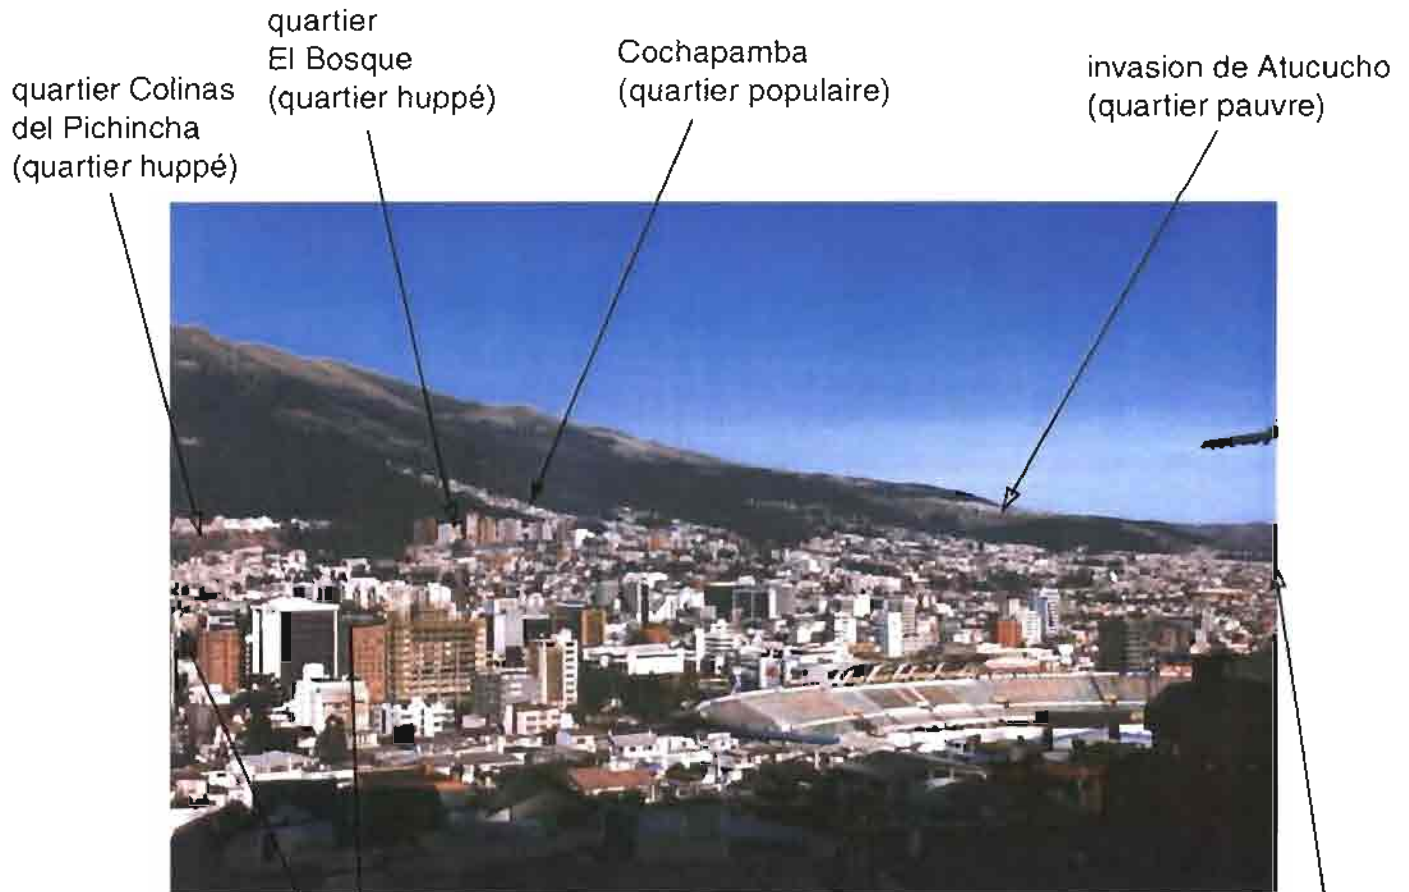 quartier Colinas
del Pichincha
(quartier huppé)
quartier
El Bosque
(quartier huppé)
Cochapamba
(quartier populaire)
invasion de Atucucho
(quartier pauvre)